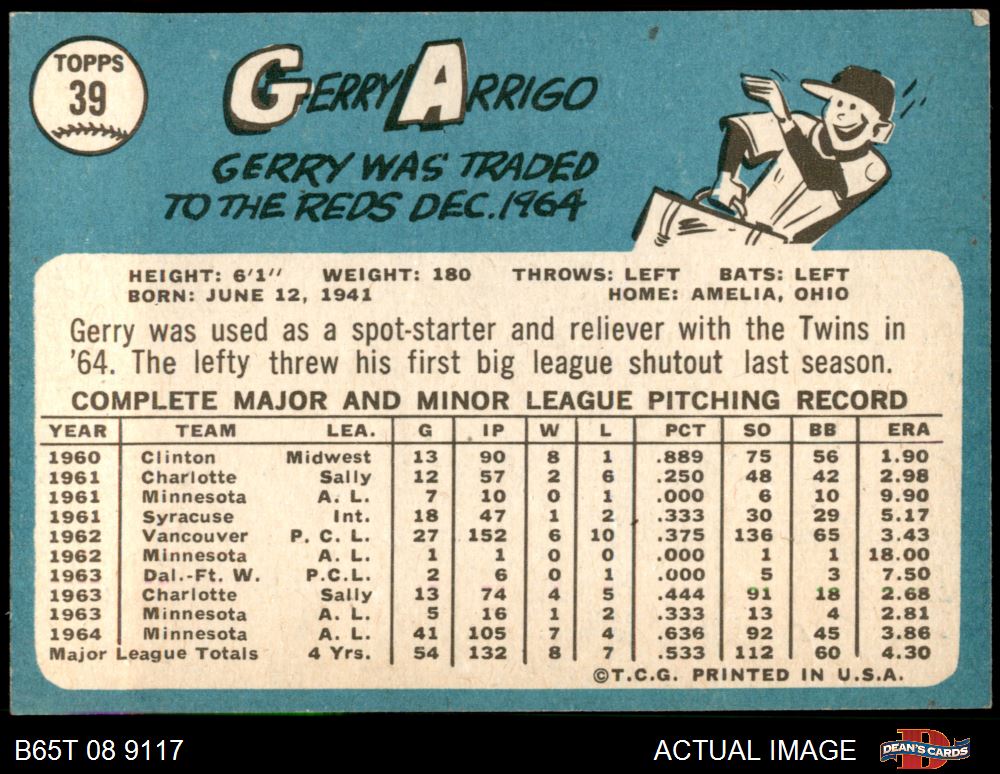 TOPPS
39
GERRY ARRIGO
GERRY WAS TRADED
TO THE REDS DEC. 1964
HEIGHT: 6'1" WEIGHT: 180 THROWS: LEFT BATS: LEFT
BORN: JUNE 12, 1941 HOME: AMELIA, OHIO
Gerry was used as a spot-starter and reliever with the Twins in
'64. The lefty threw his first big league shutout last season.
COMPLETE MAJOR AND MINOR LEAGUE PITCHING RECORD
YEAR TEAM LEA. G IP W L PCT SO BB ERA
1960 Clinton Midwest 13 90 8 1 .889 75 56 1.90
1961 Charlotte Sally 12 57 2 6 .250 48 42 2.98
1961 Minnesota A. L. 7 10 0 1 .000 6 10 9.90
1961 Syracuse Int. 18 47 1 2 .333 30 29 5.17
1962 Vancouver P. C. L. 27 152 6 10 .375 136 65 3.43
1962 Minnesota A. L. 1 1 0 0 .000 1 1 18.00
1963 Dal.-Ft. W. P.C.L. 2 6 0 1 .000 5 3 7.50
1963 Charlotte Sally 13 74 4 5 .444 91 18 2.68
1963 Minnesota A. L. 5 16 1 2 .333 13 4 2.81
1964 Minnesota A. L. 41 105 7 4 .636 92 45 3.86
Major League Totals 4 Yrs. 54 132 8 7 .533 112 60 4.30
©T.C.G. PRINTED IN U.S.A.
B65T 08 9117 ACTUAL IMAGE DEAN'S CARDS